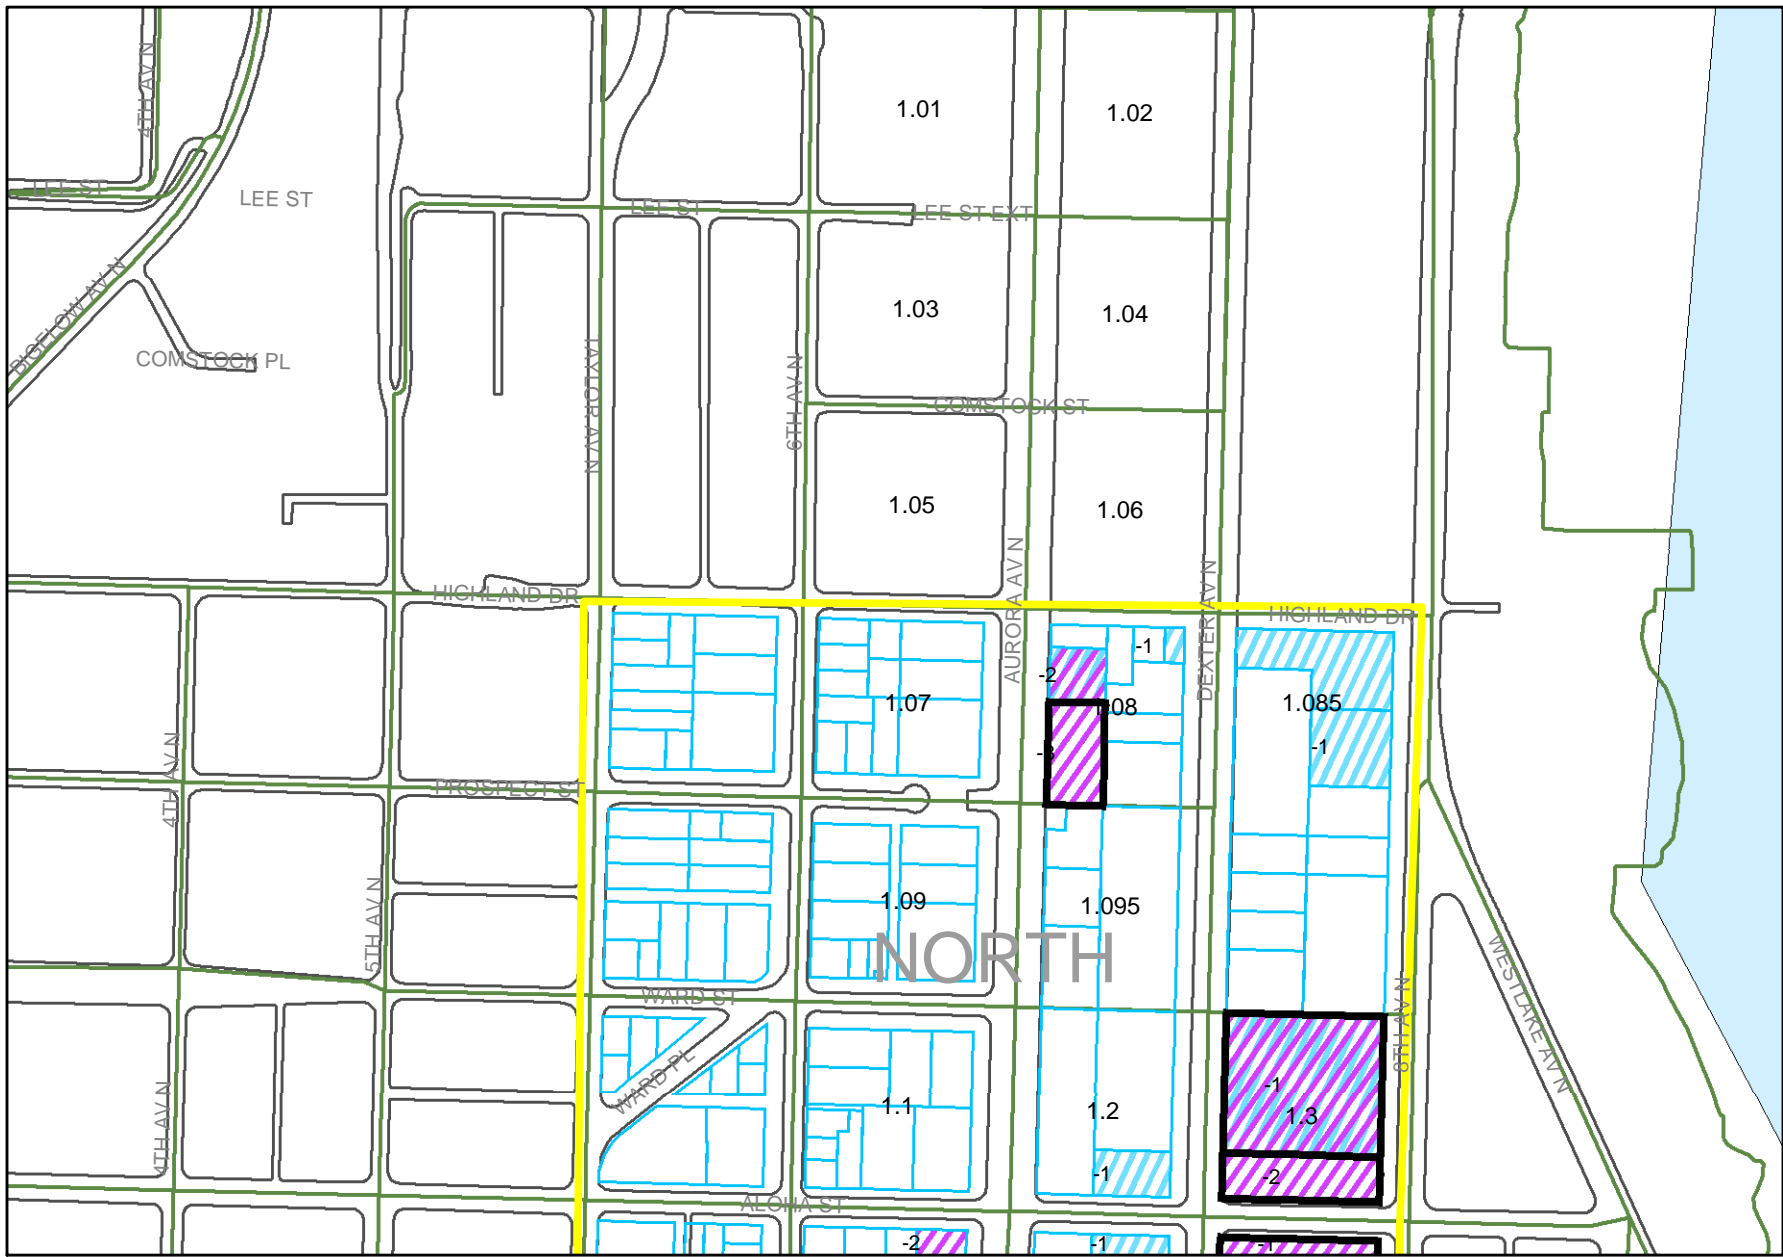 4TH AV N
1.01
1.02
LEE ST
LEE ST
LEE ST
LEE ST EXT
BIGELOW AV N
1.03
1.04
COMSTOCK PL
TAYLOR AV N
6TH AV N
COMSTOCK ST
1.05
1.06
AURORA AV N
DEXTER AV N
HIGHLAND DR
HIGHLAND DR
-1
-2
1.07
1.08
1.085
-1
-3
4TH AV N
PROSPECT ST
5TH AV N
1.09
1.095
NORTH
WESTLAKE AV N
WARD ST
8TH AV N
WARD PL
-1
1.1
1.2
1.3
4TH AV N
-1
-2
ALOHA ST
-2
-1
-1